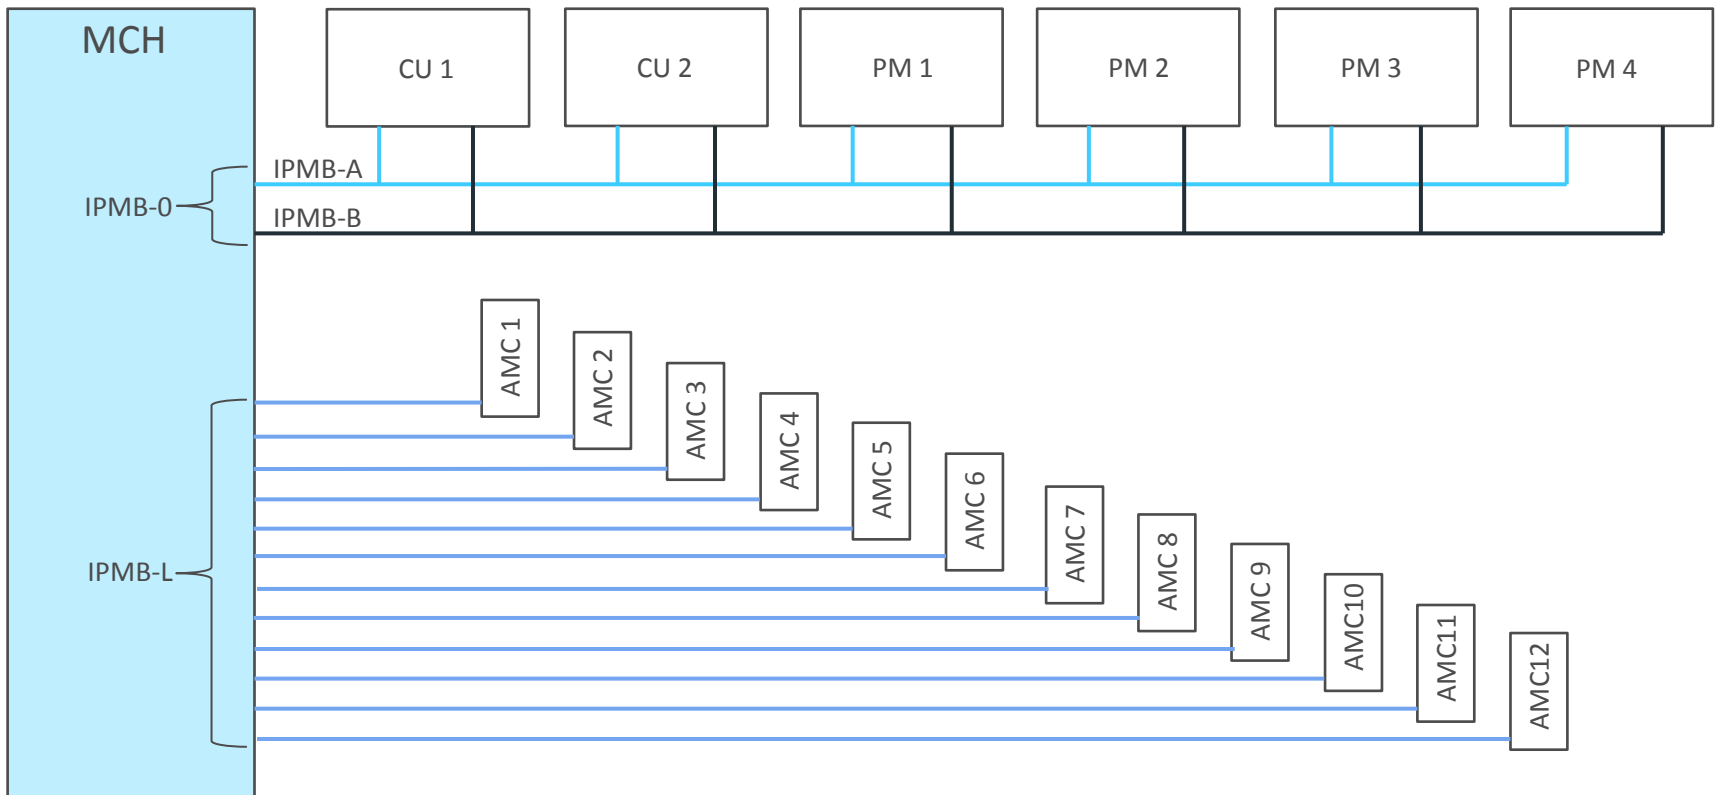 MCH
CU 1
CU 2
PM 1
PM 2
PM 3
PM 4
IPMB-A
IPMB-0
IPMB-B
AMC 1
AMC 2
AMC 3
AMC 4
AMC 5
AMC 6
AMC 7
AMC 8
AMC 9
AMC10
AMC11
AMC12
IPMB-L